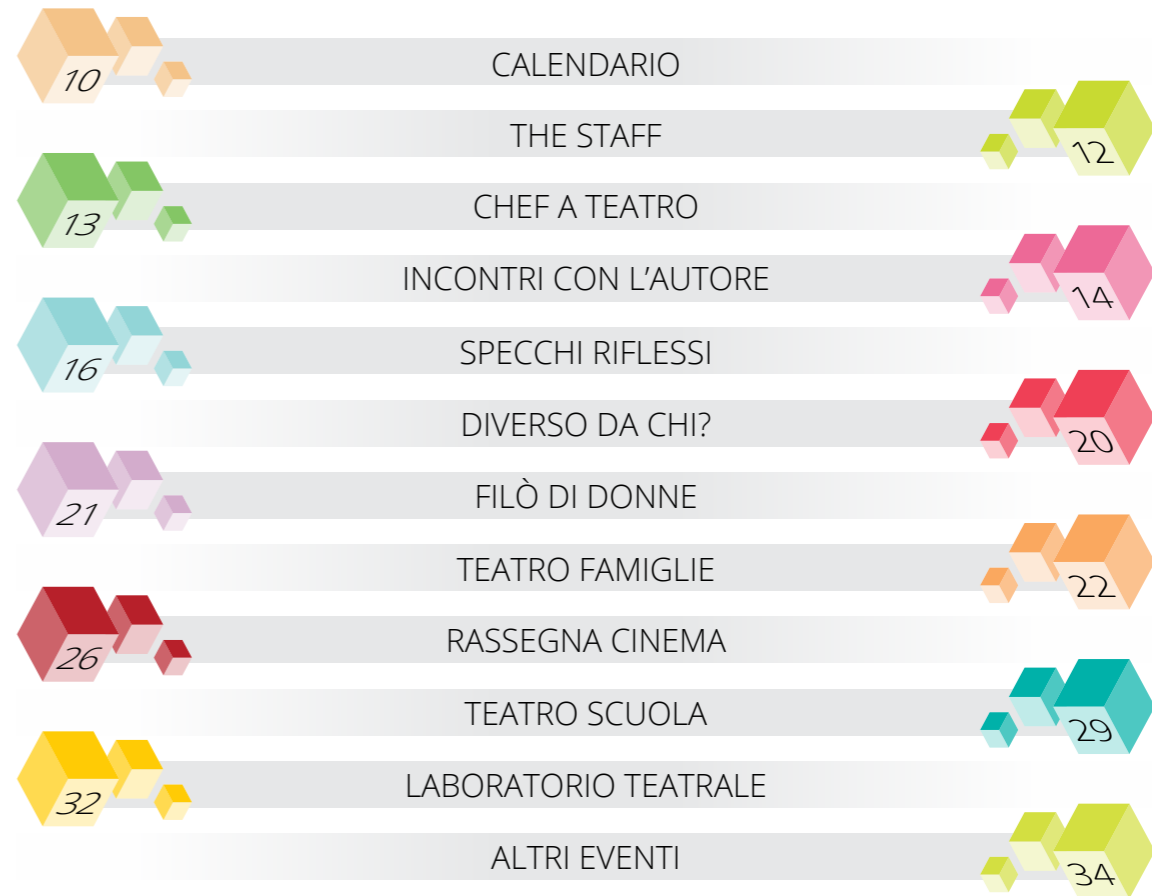 10 CALENDARIO
THE STAFF 12
13 CHEF A TEATRO
INCONTRI CON L'AUTORE 14
16 SPECCHI RIFLESSI
DIVERSO DA CHI? 20
21 FILÒ DI DONNE
TEATRO FAMIGLIE 22
26 RASSEGNA CINEMA
TEATRO SCUOLA 29
32 LABORATORIO TEATRALE
ALTRI EVENTI 34